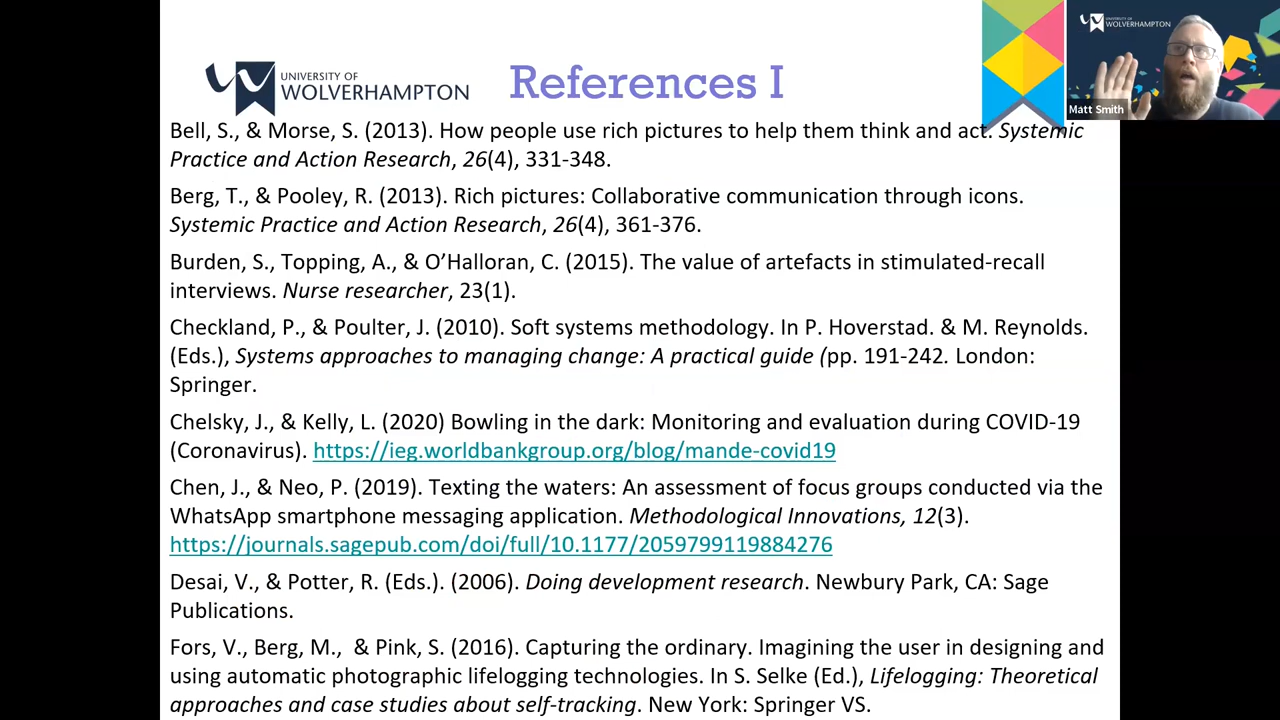 UNIVERSITY OF
WOLVERHAMPTON
References I
UNIVERSITY OF
WOLVERHAMPTON
Matt Smith
Bell, S., & Morse, S. (2013). How people use rich pictures to help them think and act. Systemic
Practice and Action Research, 26(4), 331-348.
Berg, T., & Pooley, R. (2013). Rich pictures: Collaborative communication through icons.
Systemic Practice and Action Research, 26(4), 361-376.
Burden, S., Topping, A., & O’Halloran, C. (2015). The value of artefacts in stimulated-recall
interviews. Nurse researcher, 23(1).
Checkland, P., & Poulter, J. (2010). Soft systems methodology. In P. Hoverstad. & M. Reynolds.
(Eds.), Systems approaches to managing change: A practical guide (pp. 191-242. London:
Springer.
Chelsky, J., & Kelly, L. (2020) Bowling in the dark: Monitoring and evaluation during COVID-19
(Coronavirus). https://ieg.worldbankgroup.org/blog/mande-covid19
Chen, J., & Neo, P. (2019). Texting the waters: An assessment of focus groups conducted via the
WhatsApp smartphone messaging application. Methodological Innovations, 12(3).
https://journals.sagepub.com/doi/full/10.1177/2059799119884276
Desai, V., & Potter, R. (Eds.). (2006). Doing development research. Newbury Park, CA: Sage
Publications.
Fors, V., Berg, M., & Pink, S. (2016). Capturing the ordinary. Imagining the user in designing and
using automatic photographic lifelogging technologies. In S. Selke (Ed.), Lifelogging: Theoretical
approaches and case studies about self-tracking. New York: Springer VS.